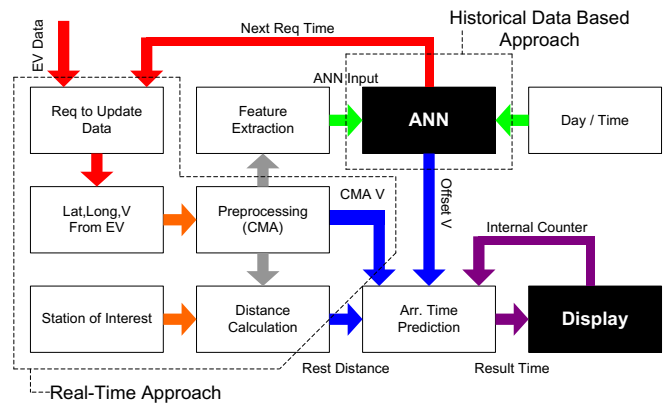 Historical Data Based
Approach
EV Data
Next Req Time
ANN Input
Req to Update
Data
Feature
Extraction
ANN
Day / Time
Lat,Long,V
From EV
Preprocessing
(CMA)
CMA V
Offset V
Internal Counter
Station of Interest
Distance
Calculation
Arr. Time
Prediction
Display
Rest Distance
Result Time
Real-Time Approach